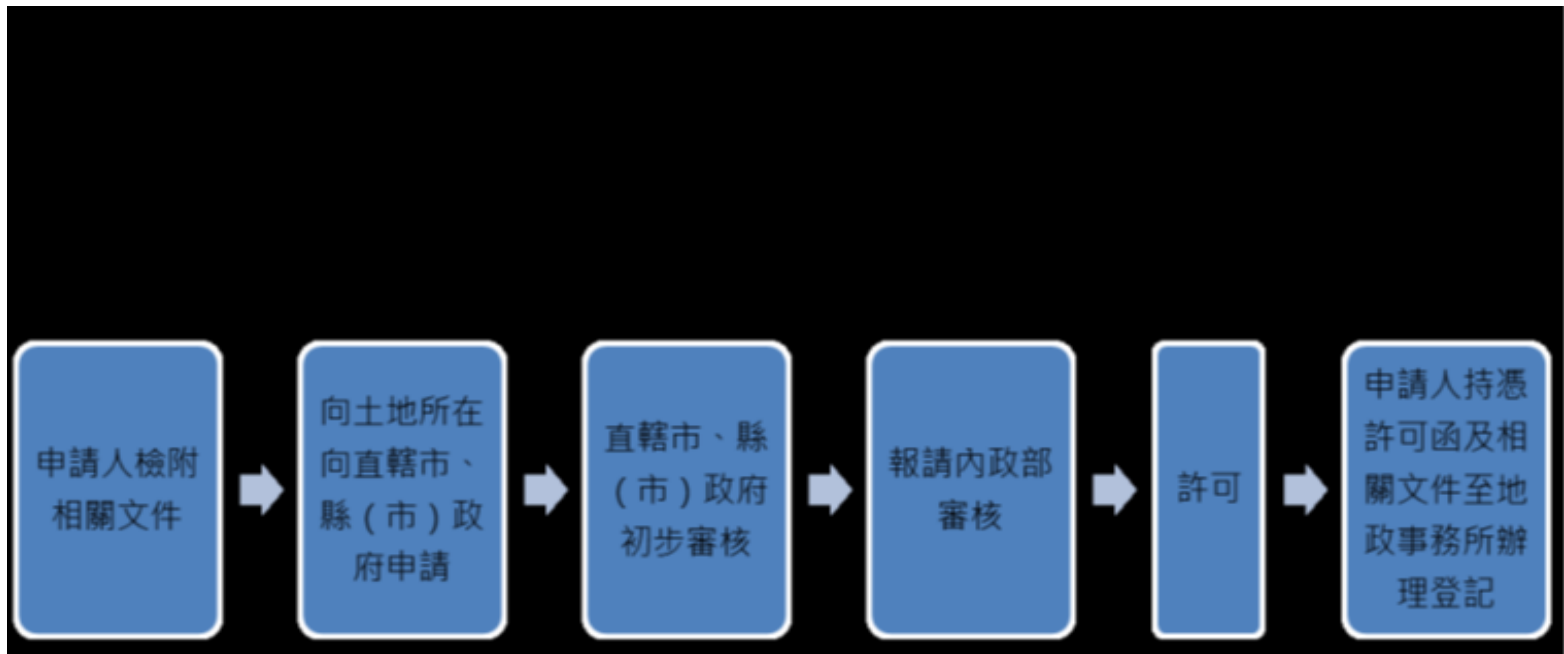 申請人檢附
相關文件
向土地所在
向直轄市、
縣（市）政
府申請
直轄市、縣
（市）政府
初步審核
報請內政部
審核
許可
申請人持憑
許可函及相
關文件至地
政事務所辦
理登記